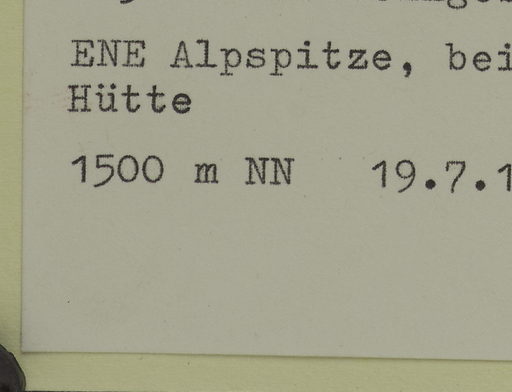 ENE Alpspitze, bei
Hütte
1500 m NN 19.7.1